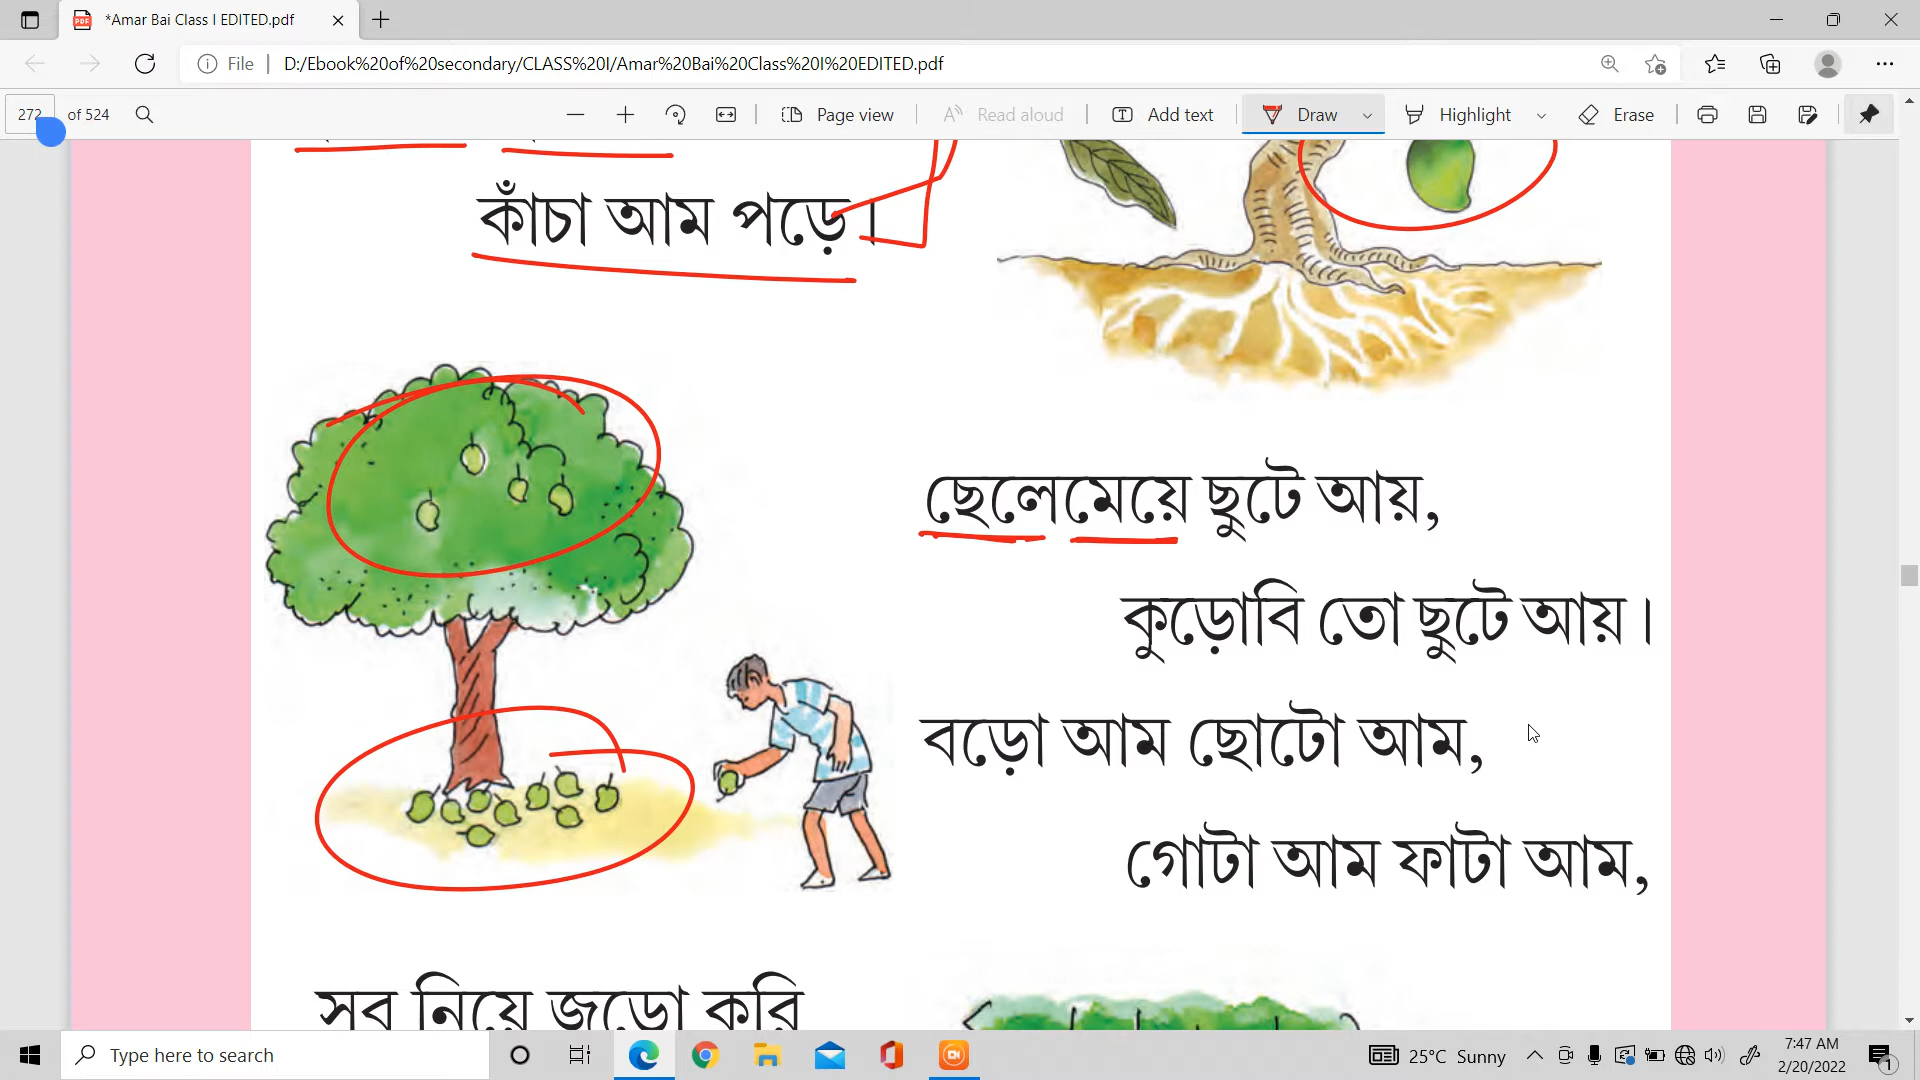 *Amar Bai Class I EDITED.pdf
File
D:/Ebook%20of%20secondary/CLASS%20I/Amar%20Bai%20Class%20I%20EDITED.pdf
272 of 524
Page view
Read aloud
Add text
Draw
Highlight
Erase
কাঁচা আম পড়ে।
ছেলেমেয়ে ছুটে আয়,
কুড়োবি তো ছুটে আয়।
বড়ো আম ছোটো আম,
গোটা আম ফাটা আম,
সব নিয়ে জড়ো করি
Type here to search
25°C Sunny
7:47 AM
2/20/2022
1